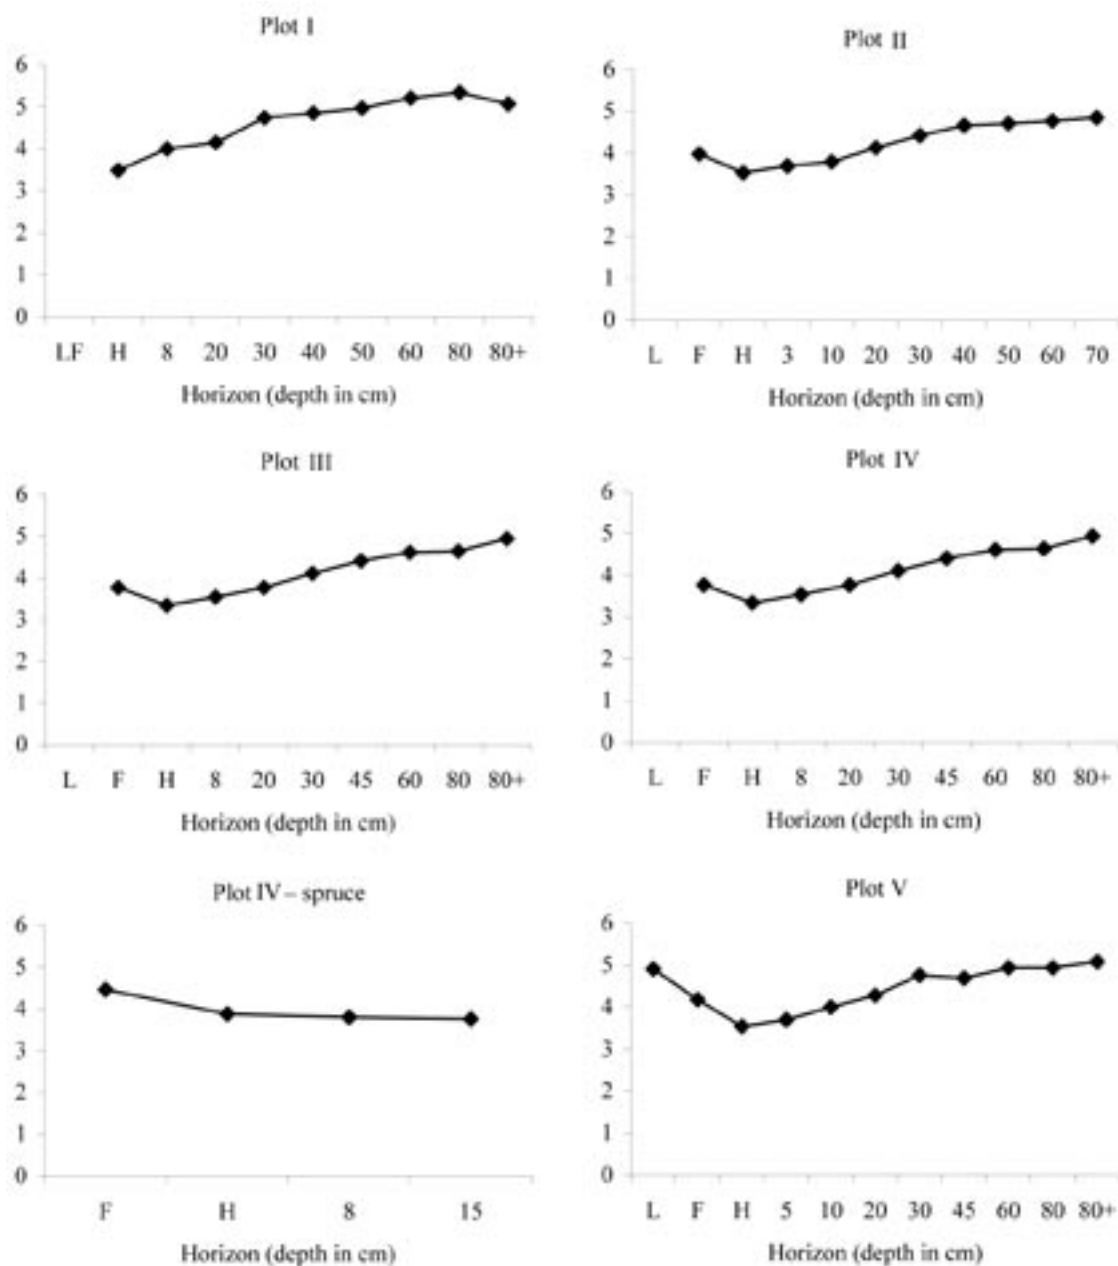 Plot I
6
5
4
3
2
1
0
LF H 8 20 30 40 50 60 80 80+
Horizon (depth in cm)
Plot II
6
5
4
3
2
1
0
L F H 3 10 20 30 40 50 60 70
Horizon (depth in cm)
Plot III
6
5
4
3
2
1
0
L F H 8 20 30 45 60 80 80+
Horizon (depth in cm)
Plot IV
6
5
4
3
2
1
0
L F H 8 20 30 45 60 80 80+
Horizon (depth in cm)
Plot IV – spruce
6
5
4
3
2
1
0
F H 8 15
Horizon (depth in cm)
Plot V
6
5
4
3
2
1
0
L F H 5 10 20 30 45 60 80 80+
Horizon (depth in cm)